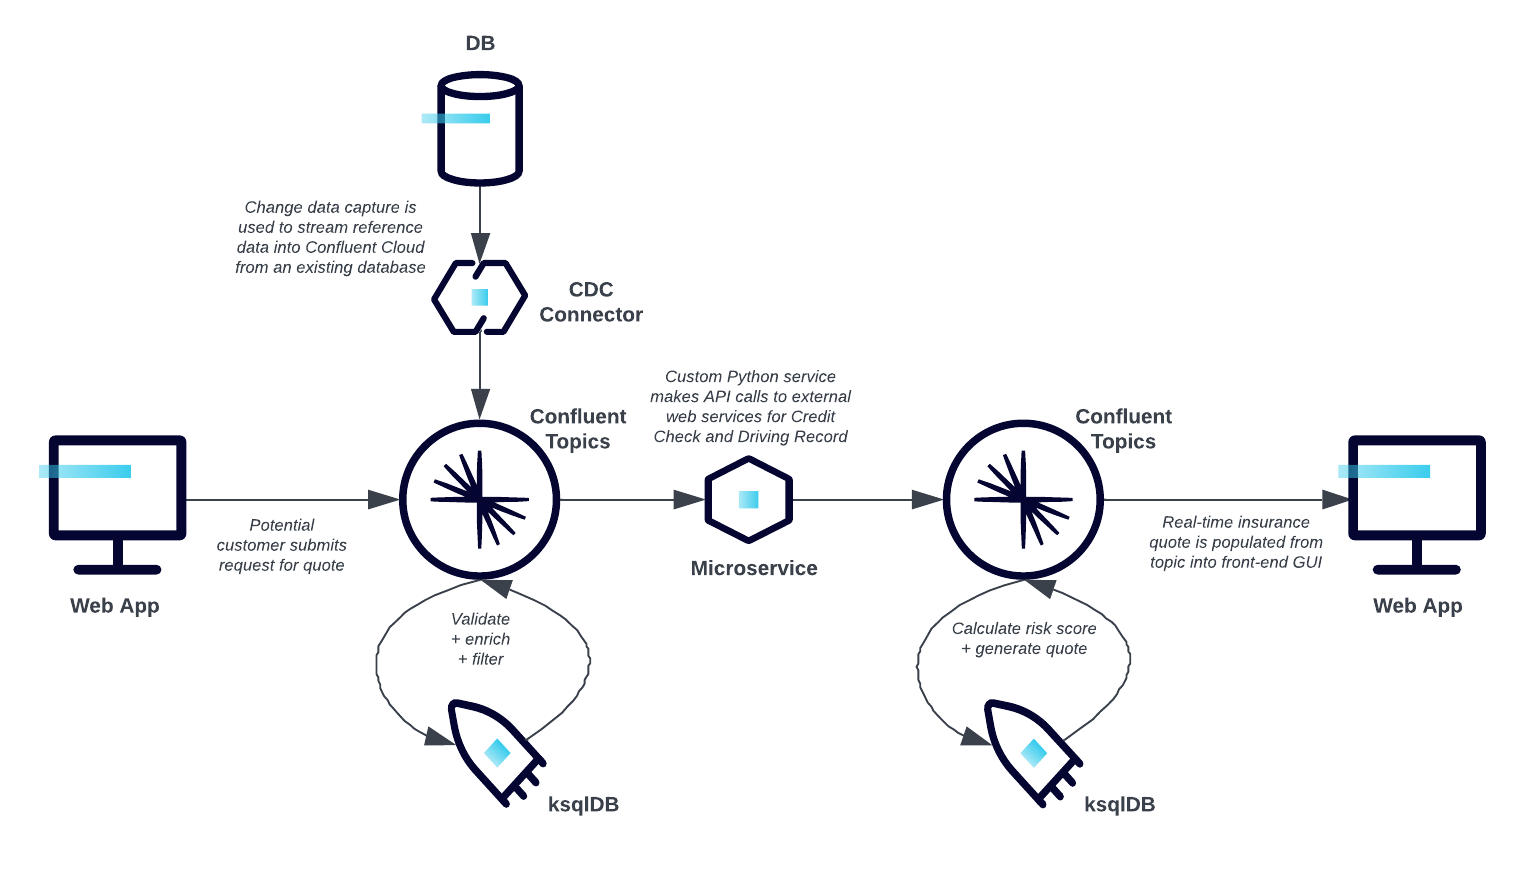 DB
Change data capture is
used to stream reference
data into Confluent Cloud
from an existing database
CDC
Connector
Custom Python service
makes API calls to external
web services for Credit
Check and Driving Record
Confluent
Topics
Confluent
Topics
Potential
customer submits
request for quote
Web App
Microservice
Real-time insurance
quote is populated from
topic into front-end GUI
Web App
Validate
+ enrich
+ filter
Calculate risk score
+ generate quote
ksqlDB
ksqlDB